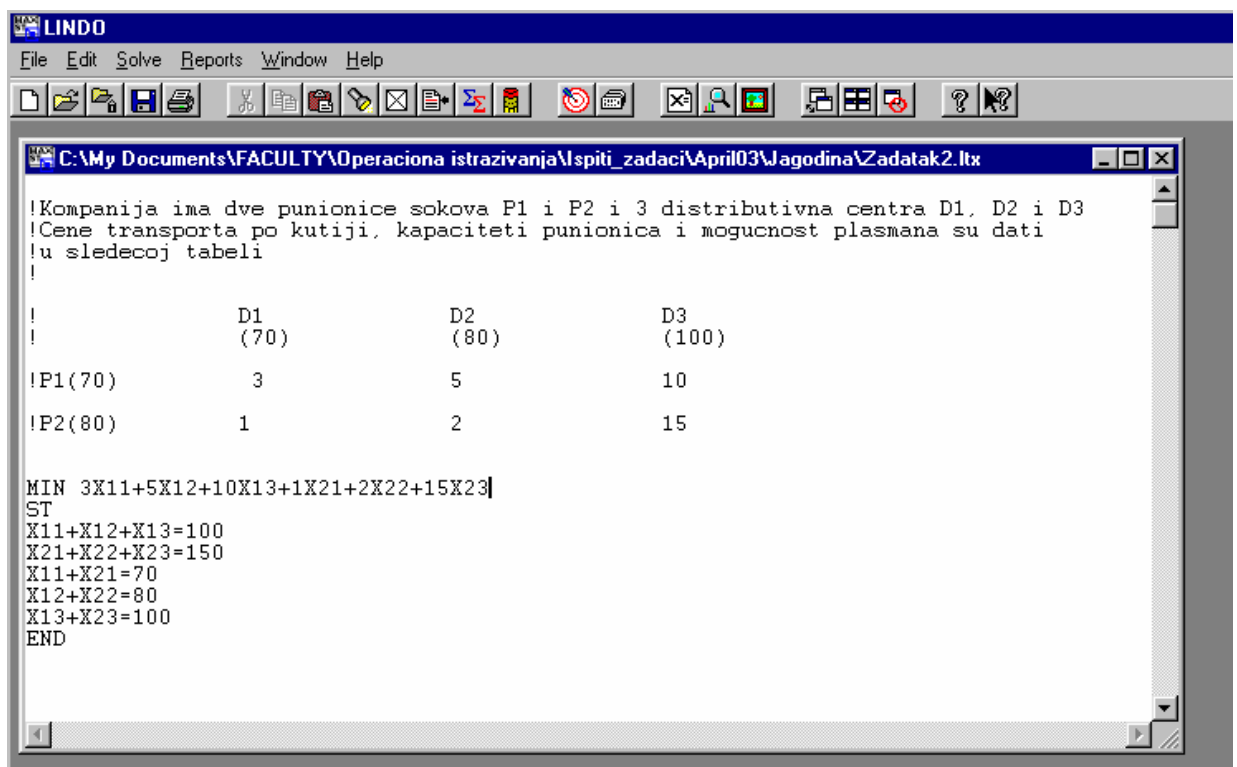 LINDO
File Edit Solve Reports Window Help
C:\My Documents\FACULTY\Operaciona istrazivanja\Ispiti_zadaci\April03\Jagodina\Zadatak2.ltx
!Kompanija ima dve punionice sokova P1 i P2 i 3 distributivna centra D1, D2 i D3
!Cene transporta po kutiji, kapaciteti punionica i mogucnost plasmana su dati
!u sledecoj tabeli
!
! D1 D2 D3
! (70) (80) (100)
!P1(70) 3 5 10
!P2(80) 1 2 15
MIN 3X11+5X12+10X13+1X21+2X22+15X23
ST
X11+X12+X13=100
X21+X22+X23=150
X11+X21=70
X12+X22=80
X13+X23=100
END